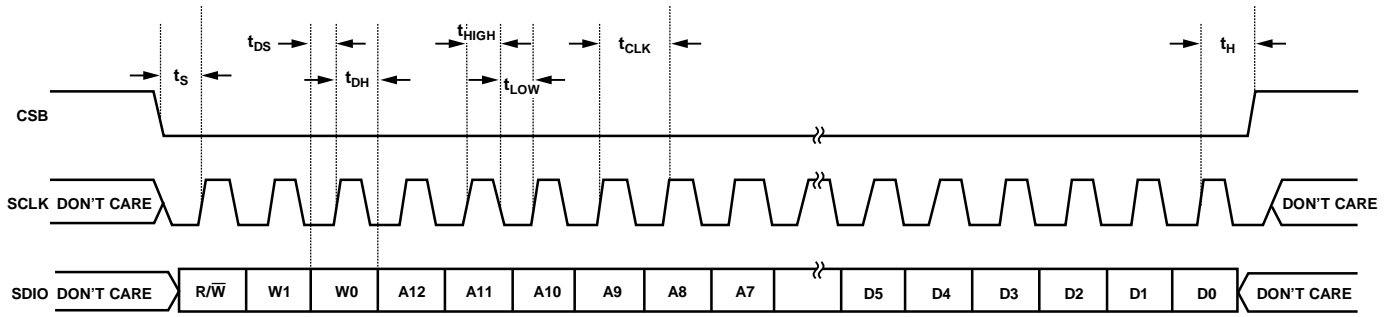 tHIGH
tDS tCLK tH
tS tDH tLOW
CSB
SCLK DON'T CARE DON'T CARE
SDIO DON'T CARE R/W̅ W1 W0 A12 A11 A10 A9 A8 A7 D5 D4 D3 D2 D1 D0 DON'T CARE